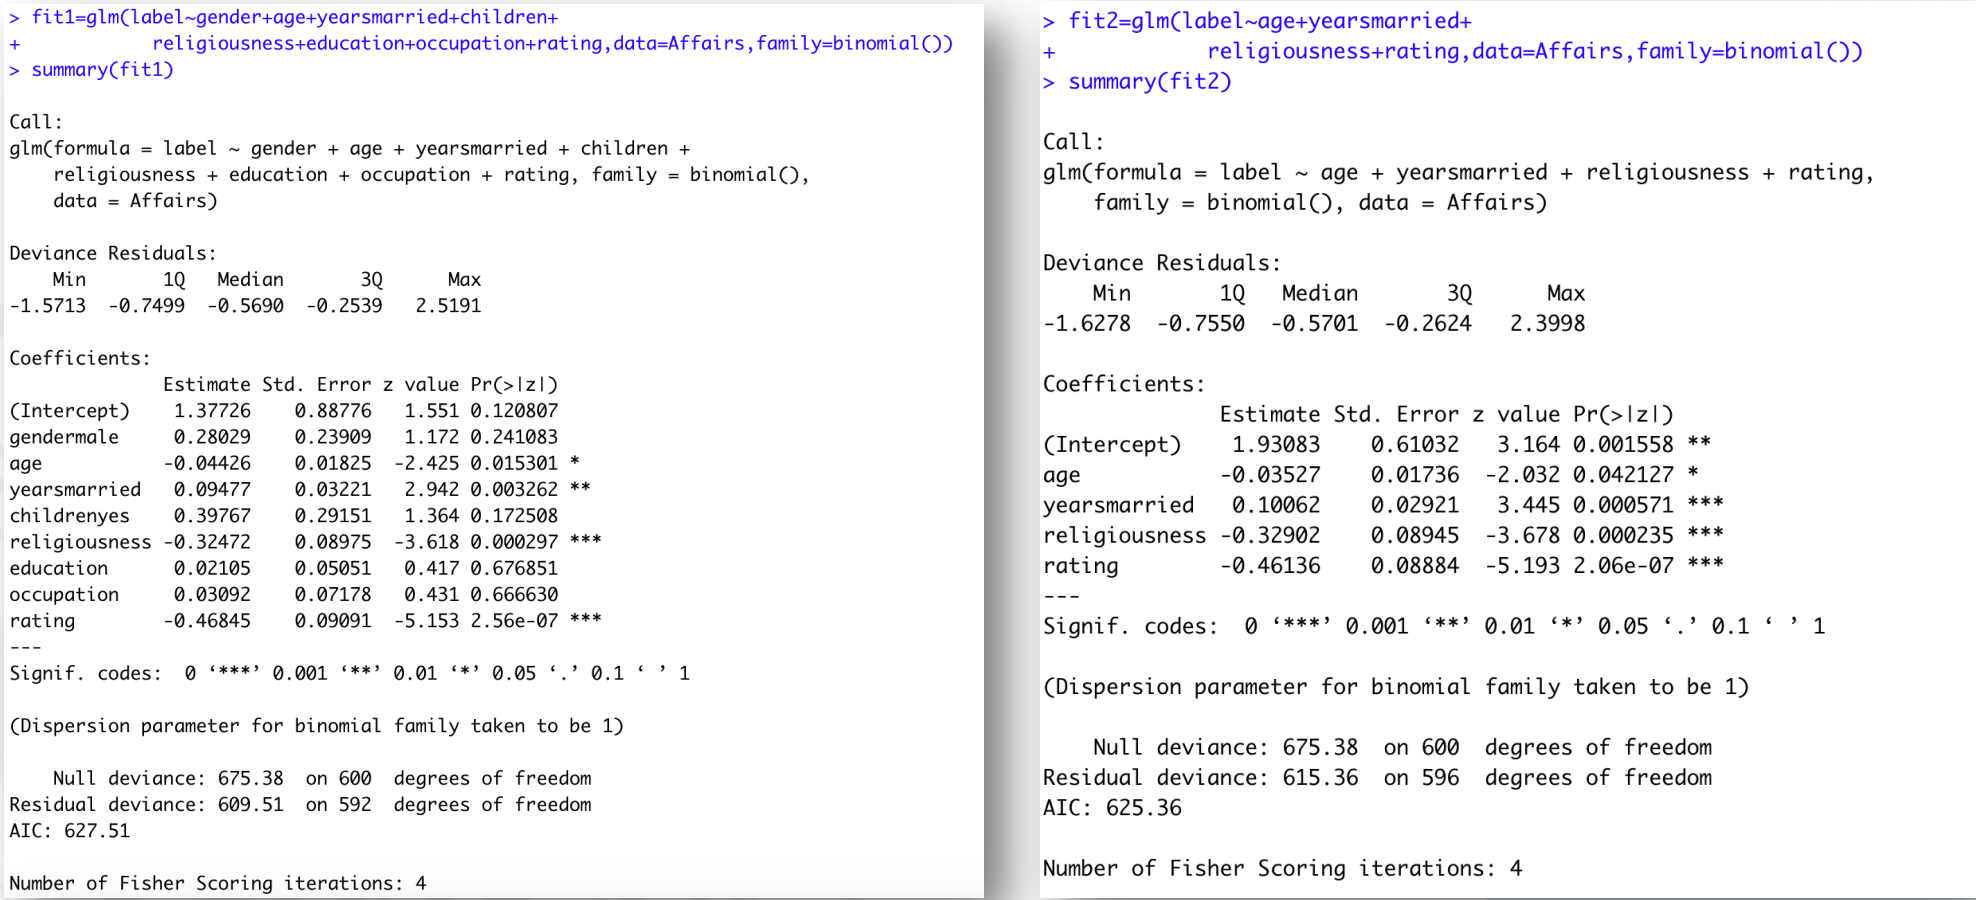 > fit1=glm(label~gender+age+yearsmarried+children+
+            religiousness+education+occupation+rating,data=Affairs,family=binomial())
> summary(fit1)

Call:
glm(formula = label ~ gender + age + yearsmarried + children +
    religiousness + education + occupation + rating, family = binomial(),
    data = Affairs)

Deviance Residuals:
    Min       1Q   Median       3Q      Max
-1.5713  -0.7499  -0.5690  -0.2539   2.5191

Coefficients:
              Estimate Std. Error z value Pr(>|z|)
(Intercept)    1.37726    0.88776   1.551 0.120807
gendermale     0.28029    0.23909   1.172 0.241083
age           -0.04426    0.01825  -2.425 0.015301 *
yearsmarried   0.09477    0.03221   2.942 0.003262 **
childrenyes    0.39767    0.29151   1.364 0.172508
religiousness -0.32472    0.08975  -3.618 0.000297 ***
education      0.02105    0.05051   0.417 0.676851
occupation     0.03092    0.07178   0.431 0.666630
rating        -0.46845    0.09091  -5.153 2.56e-07 ***
---
Signif. codes:  0 ‘***’ 0.001 ‘**’ 0.01 ‘*’ 0.05 ‘.’ 0.1 ‘ ’ 1

(Dispersion parameter for binomial family taken to be 1)

    Null deviance: 675.38  on 600  degrees of freedom
Residual deviance: 609.51  on 592  degrees of freedom
AIC: 627.51

Number of Fisher Scoring iterations: 4

> fit2=glm(label~age+yearsmarried+
+            religiousness+rating,data=Affairs,family=binomial())
> summary(fit2)

Call:
glm(formula = label ~ age + yearsmarried + religiousness + rating,
    family = binomial(), data = Affairs)

Deviance Residuals:
    Min       1Q   Median       3Q      Max
-1.6278  -0.7550  -0.5701  -0.2624   2.3998

Coefficients:
              Estimate Std. Error z value Pr(>|z|)
(Intercept)    1.93083    0.61032   3.164 0.001558 **
age           -0.03527    0.01736  -2.032 0.042127 *
yearsmarried   0.10062    0.02921   3.445 0.000571 ***
religiousness -0.32902    0.08945  -3.678 0.000235 ***
rating        -0.46136    0.08884  -5.193 2.06e-07 ***
---
Signif. codes:  0 ‘***’ 0.001 ‘**’ 0.01 ‘*’ 0.05 ‘.’ 0.1 ‘ ’ 1

(Dispersion parameter for binomial family taken to be 1)

    Null deviance: 675.38  on 600  degrees of freedom
Residual deviance: 615.36  on 596  degrees of freedom
AIC: 625.36

Number of Fisher Scoring iterations: 4